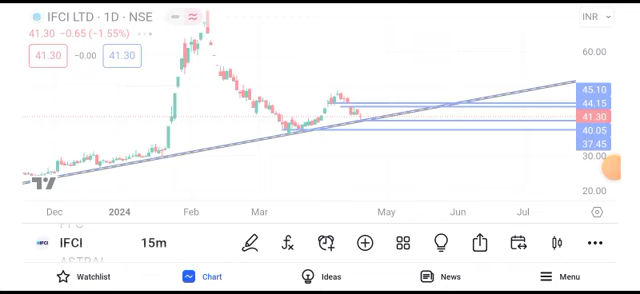 IFCI LTD · 1D · NSE
INR
41.30 −0.65 (−1.55%)
41.30 −0.00 41.30
60.00
45.10
44.15
41.30
40.05
37.45
30.00
20.00
Dec 2024 Feb Mar May Jun Jul
IFCI 15m
Watchlist Chart Ideas News Menu